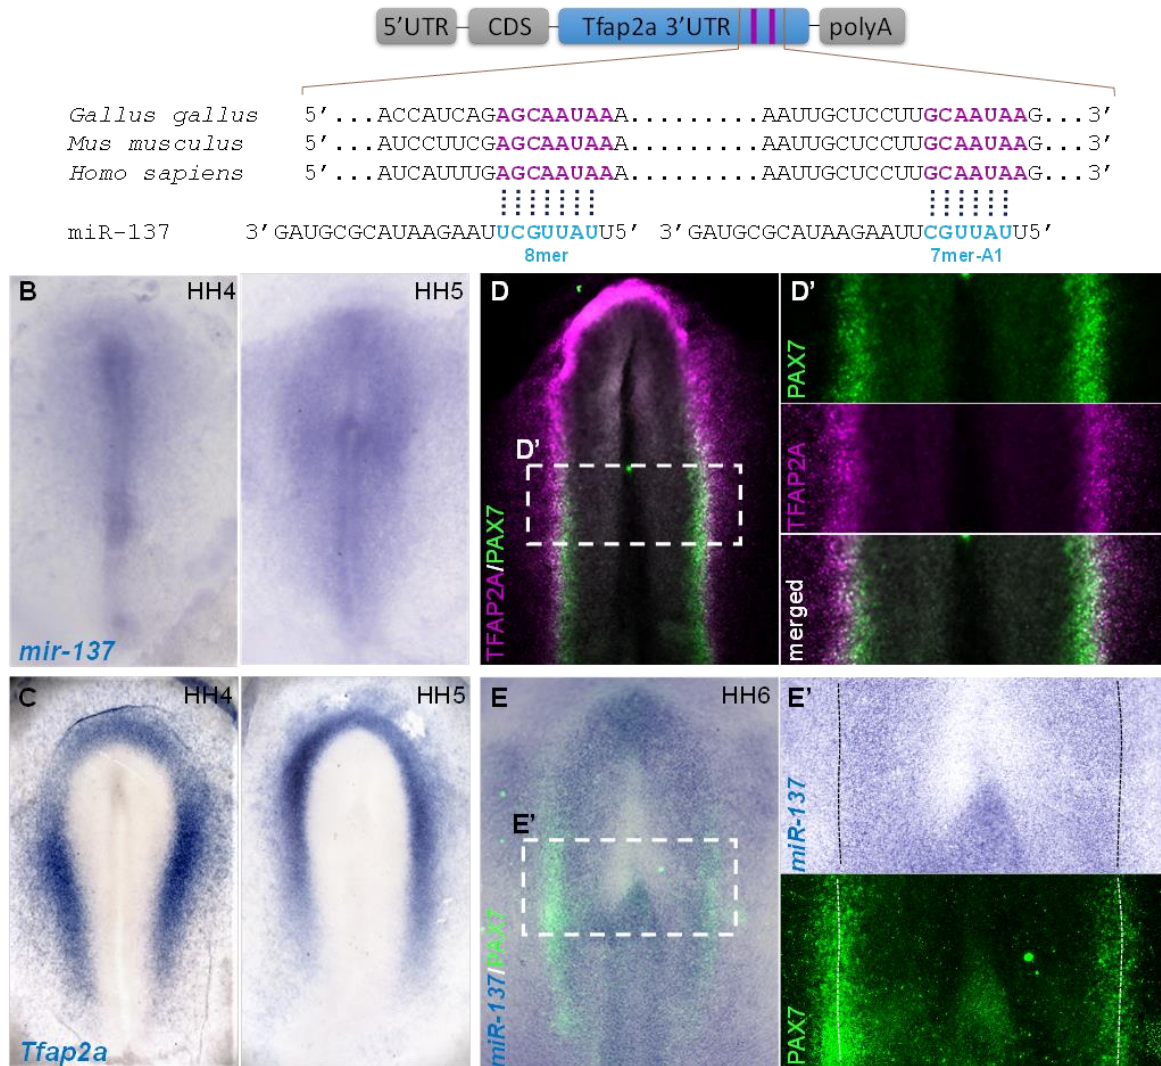 5'UTR CDS Tfap2a 3'UTR polyA
Gallus gallus 5'...ACCAUCAGAGCAAUAAA.........AAUUGCUCCUUGCAAUAAG...3'
Mus musculus 5'...AUCCUUCGAGCAAUAAA.........AAUUGCUCCUUGCAAUAAG...3'
Homo sapiens 5'...AUCAUUUGAGCAAUAAA.........AAUUGCUCCUUGCAAUAAG...3'
miR-137 3'GAUGCGCAUAAGAAUUCGUUAUU5' 3'GAUGCGCAUAAGAAUUCGUUAUU5'
8mer 7mer-A1
B HH4 HH5
mir-137
D
D'
TFAP2A/PAX7
D'
PAX7
TFAP2A
merged
C HH4 HH5
Tfap2a
E HH6
E'
miR-137/PAX7
E'
miR-137
PAX7